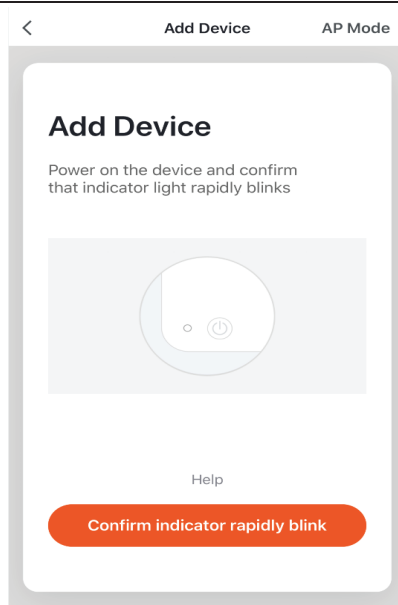 Add Device
AP Mode
Add Device
Power on the device and confirm
that indicator light rapidly blinks
Help
Confirm indicator rapidly blink